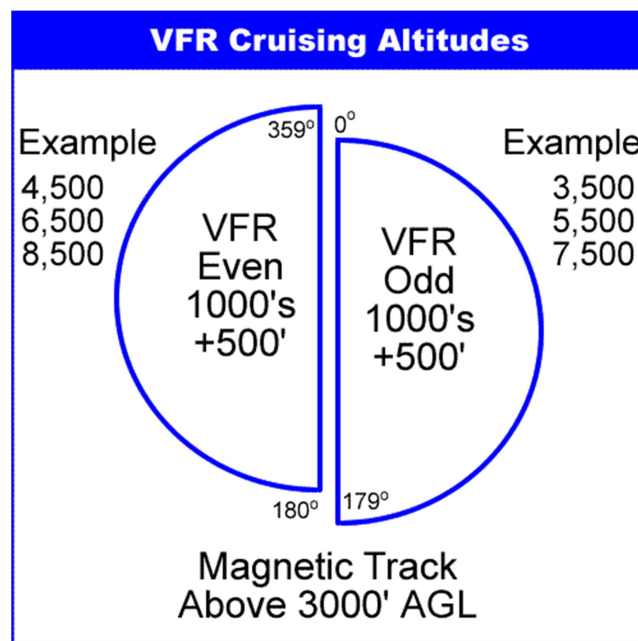 VFR Cruising Altitudes
359° 0°
Example
4,500
6,500
8,500
VFR
Even
1000's
+500'
VFR
Odd
1000's
+500'
Example
3,500
5,500
7,500
180° 179°
Magnetic Track
Above 3000' AGL